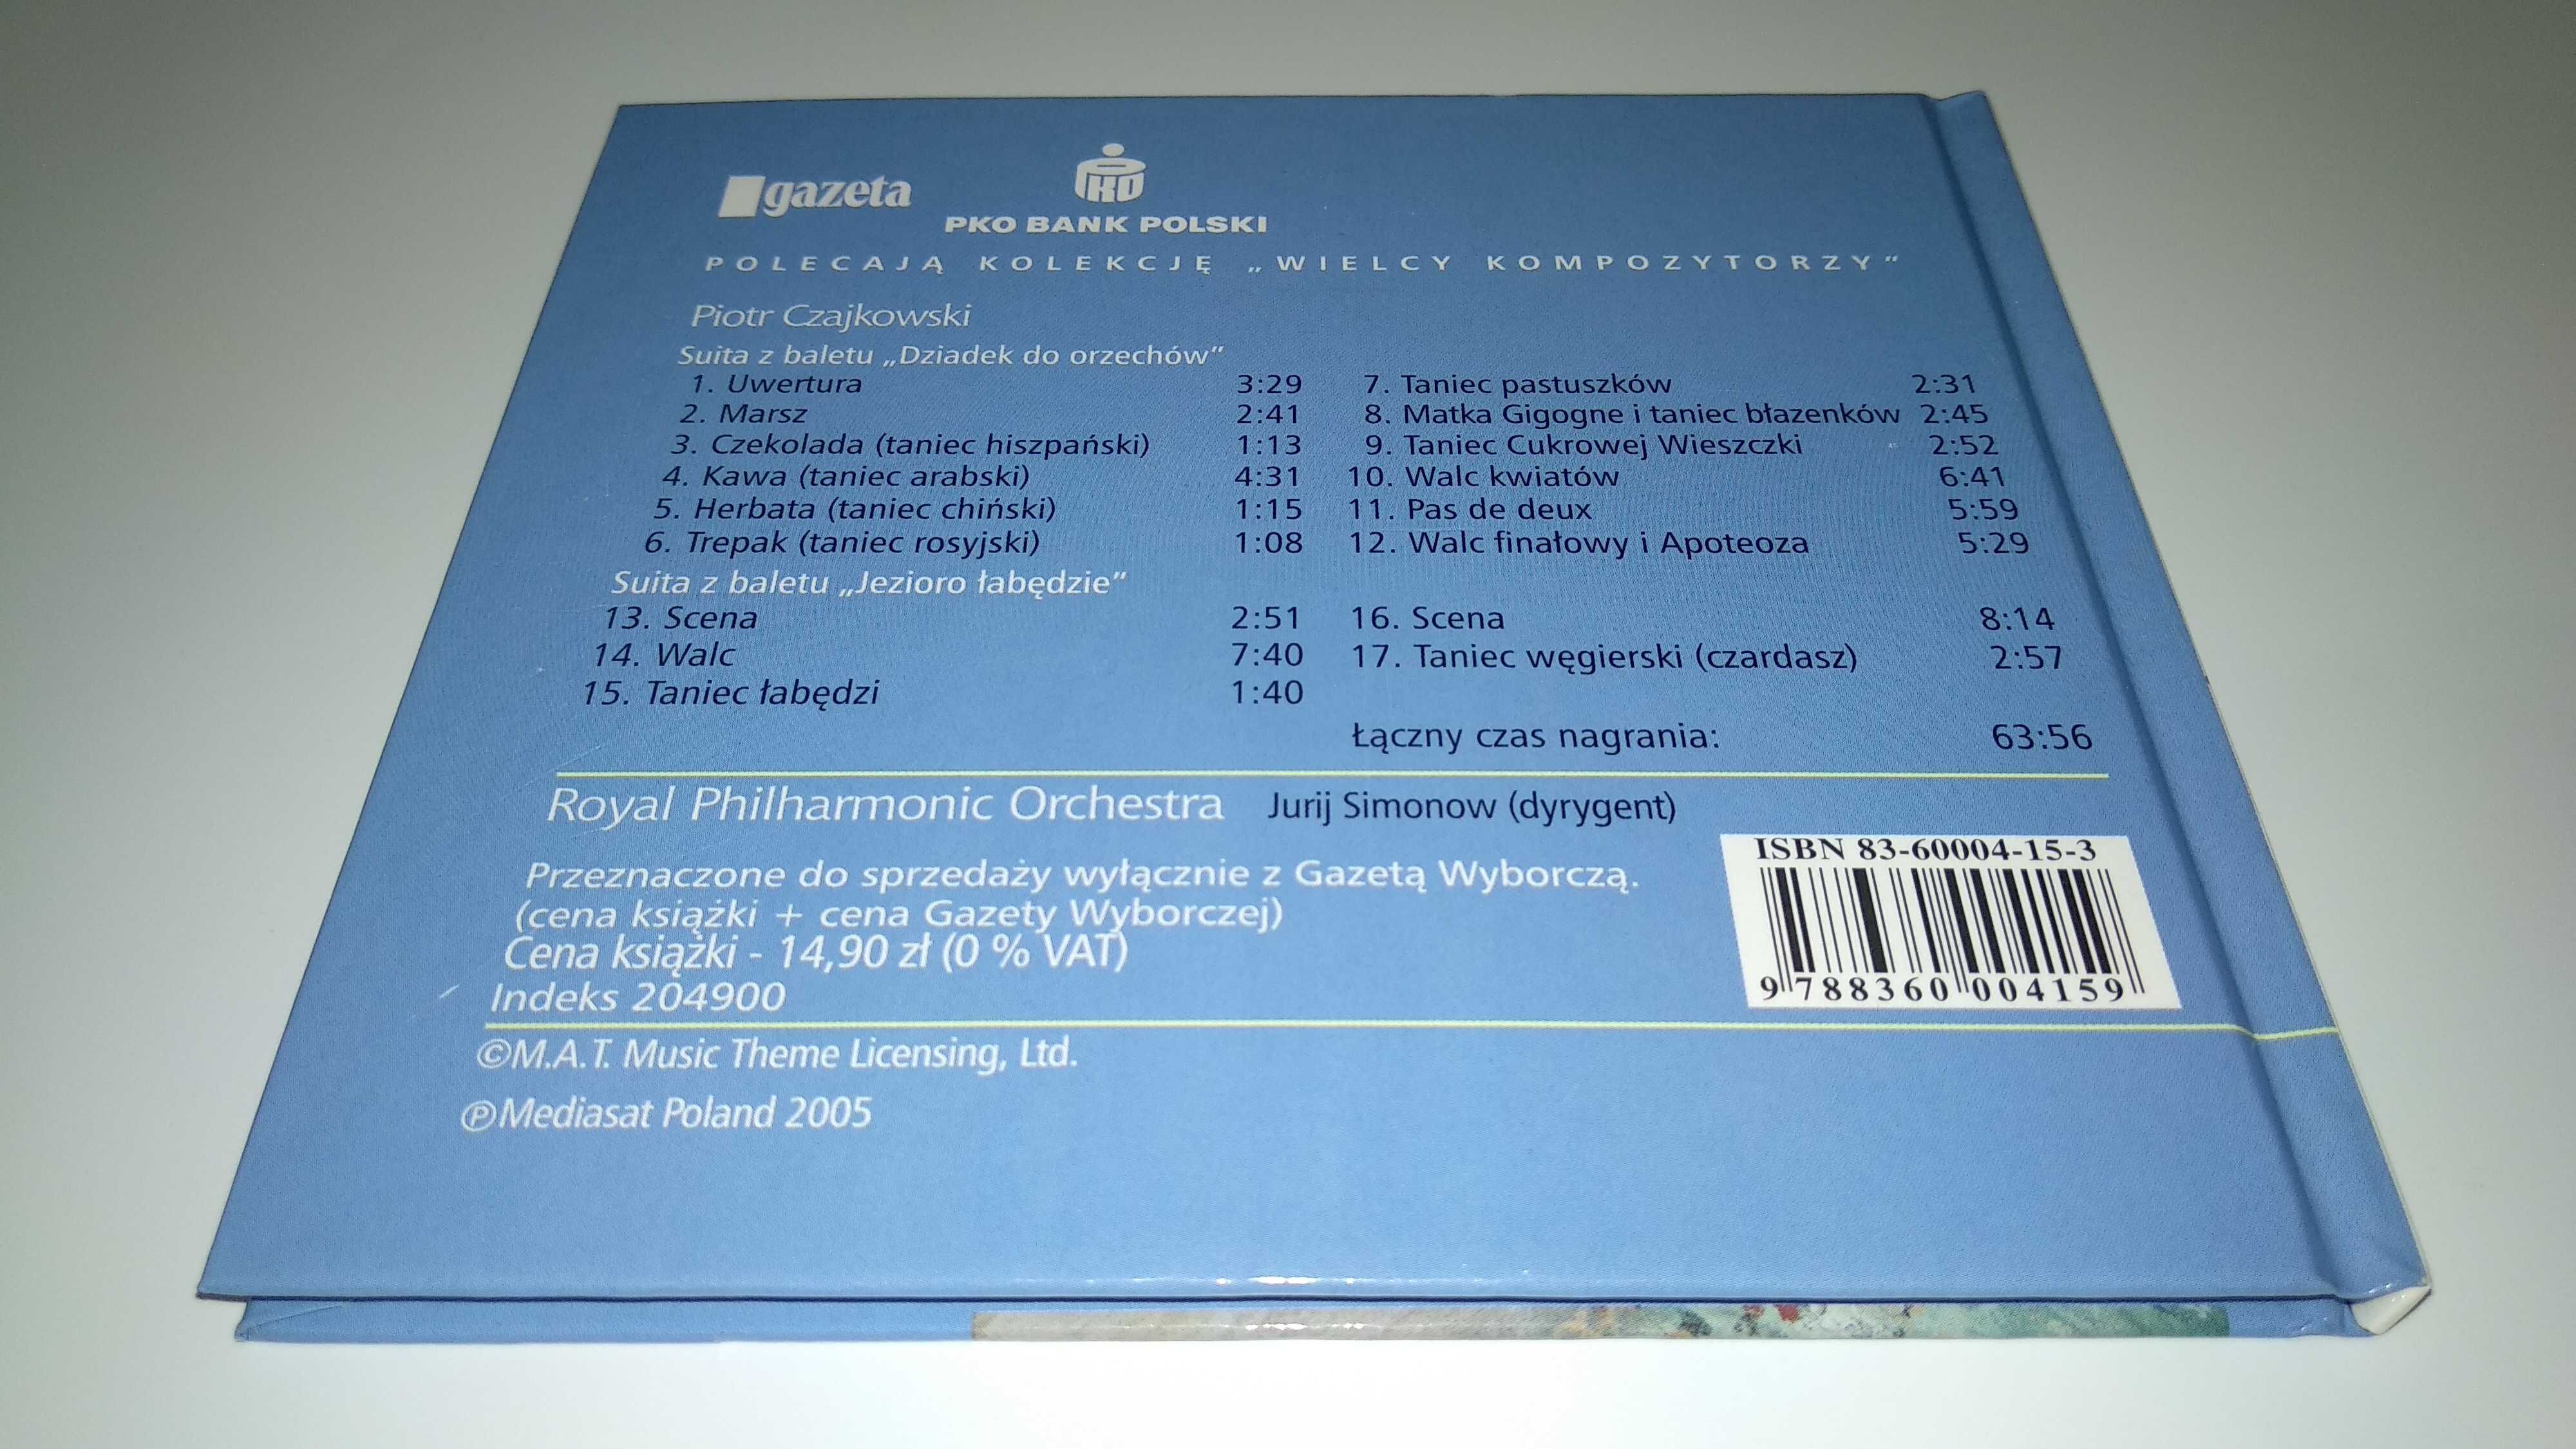 gazeta
PKO
PKO BANK POLSKI
POLECAJĄ KOLEKCJĘ „WIELCY KOMPOZYTORZY”
Piotr Czajkowski
Suita z baletu „Dziadek do orzechów”
1. Uwertura 3:29
2. Marsz 2:41
3. Czekolada (taniec hiszpański) 1:13
4. Kawa (taniec arabski) 4:31
5. Herbata (taniec chiński) 1:15
6. Trepak (taniec rosyjski) 1:08
7. Taniec pastuszków 2:31
8. Matka Gigogne i taniec błazenków 2:45
9. Taniec Cukrowej Wieszczki 2:52
10. Walc kwiatów 6:41
11. Pas de deux 5:59
12. Walc finałowy i Apoteoza 5:29
Suita z baletu „Jezioro łabędzie”
13. Scena 2:51
14. Walc 7:40
15. Taniec łabędzi 1:40
16. Scena 8:14
17. Taniec węgierski (czardasz) 2:57
Łączny czas nagrania: 63:56
Royal Philharmonic Orchestra Jurij Simonow (dyrygent)
Przeznaczone do sprzedaży wyłącznie z Gazetą Wyborczą.
(cena książki + cena Gazety Wyborczej)
Cena książki - 14,90 zł (0 % VAT)
Indeks 204900
ISBN 83-60004-15-3
9 788360 004159
©M.A.T. Music Theme Licensing, Ltd.
℗Mediasat Poland 2005